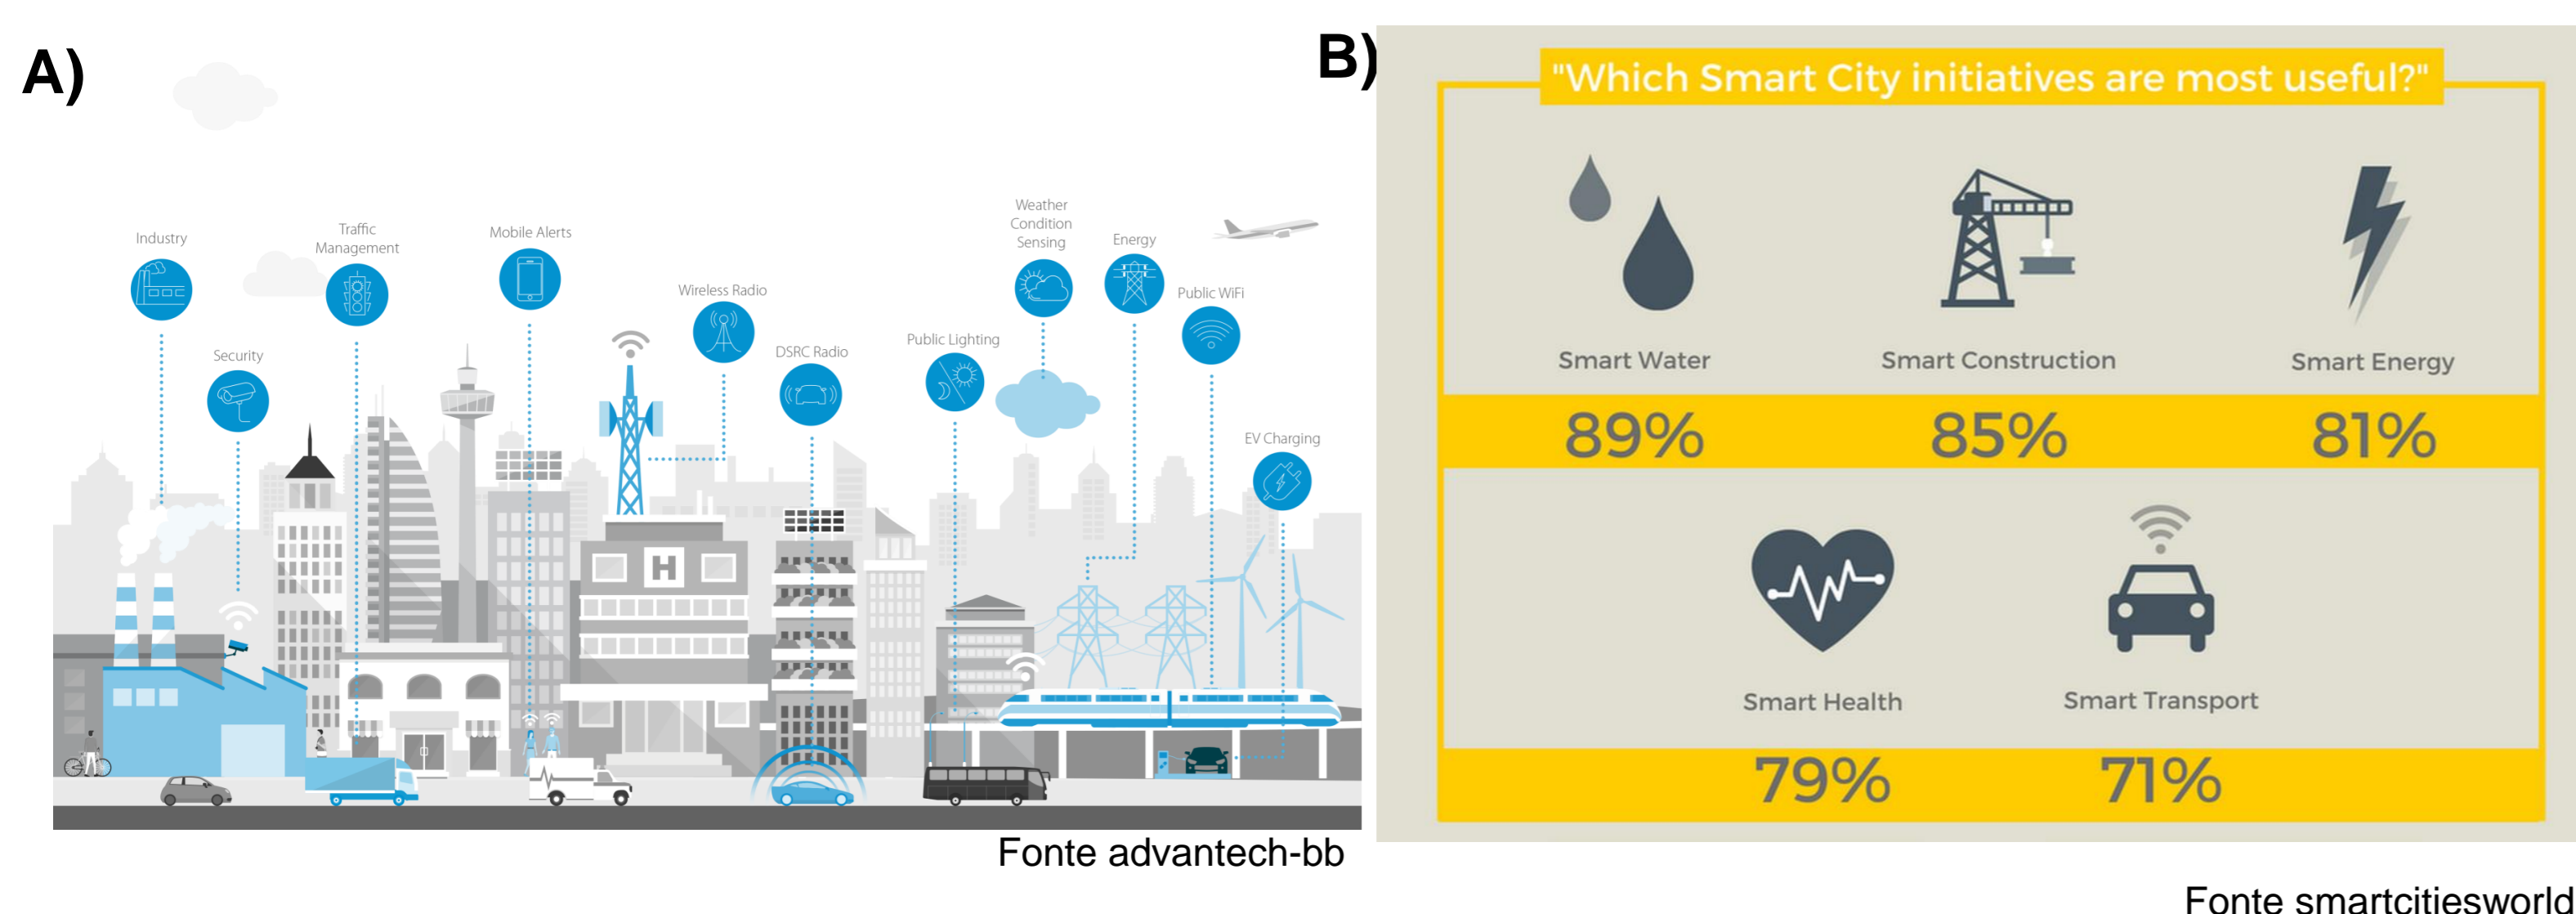 A)
Industry
Security
Traffic
Management
Mobile Alerts
Wireless Radio
DSRC Radio
Public Lighting
Weather
Condition
Sensing
Energy
Public WiFi
EV Charging
H
Fonte advantech-bb
B)
"Which Smart City initiatives are most useful?"
Smart Water
Smart Construction
Smart Energy
89%
85%
81%
Smart Health
Smart Transport
79%
71%
Fonte smartcitiesworld